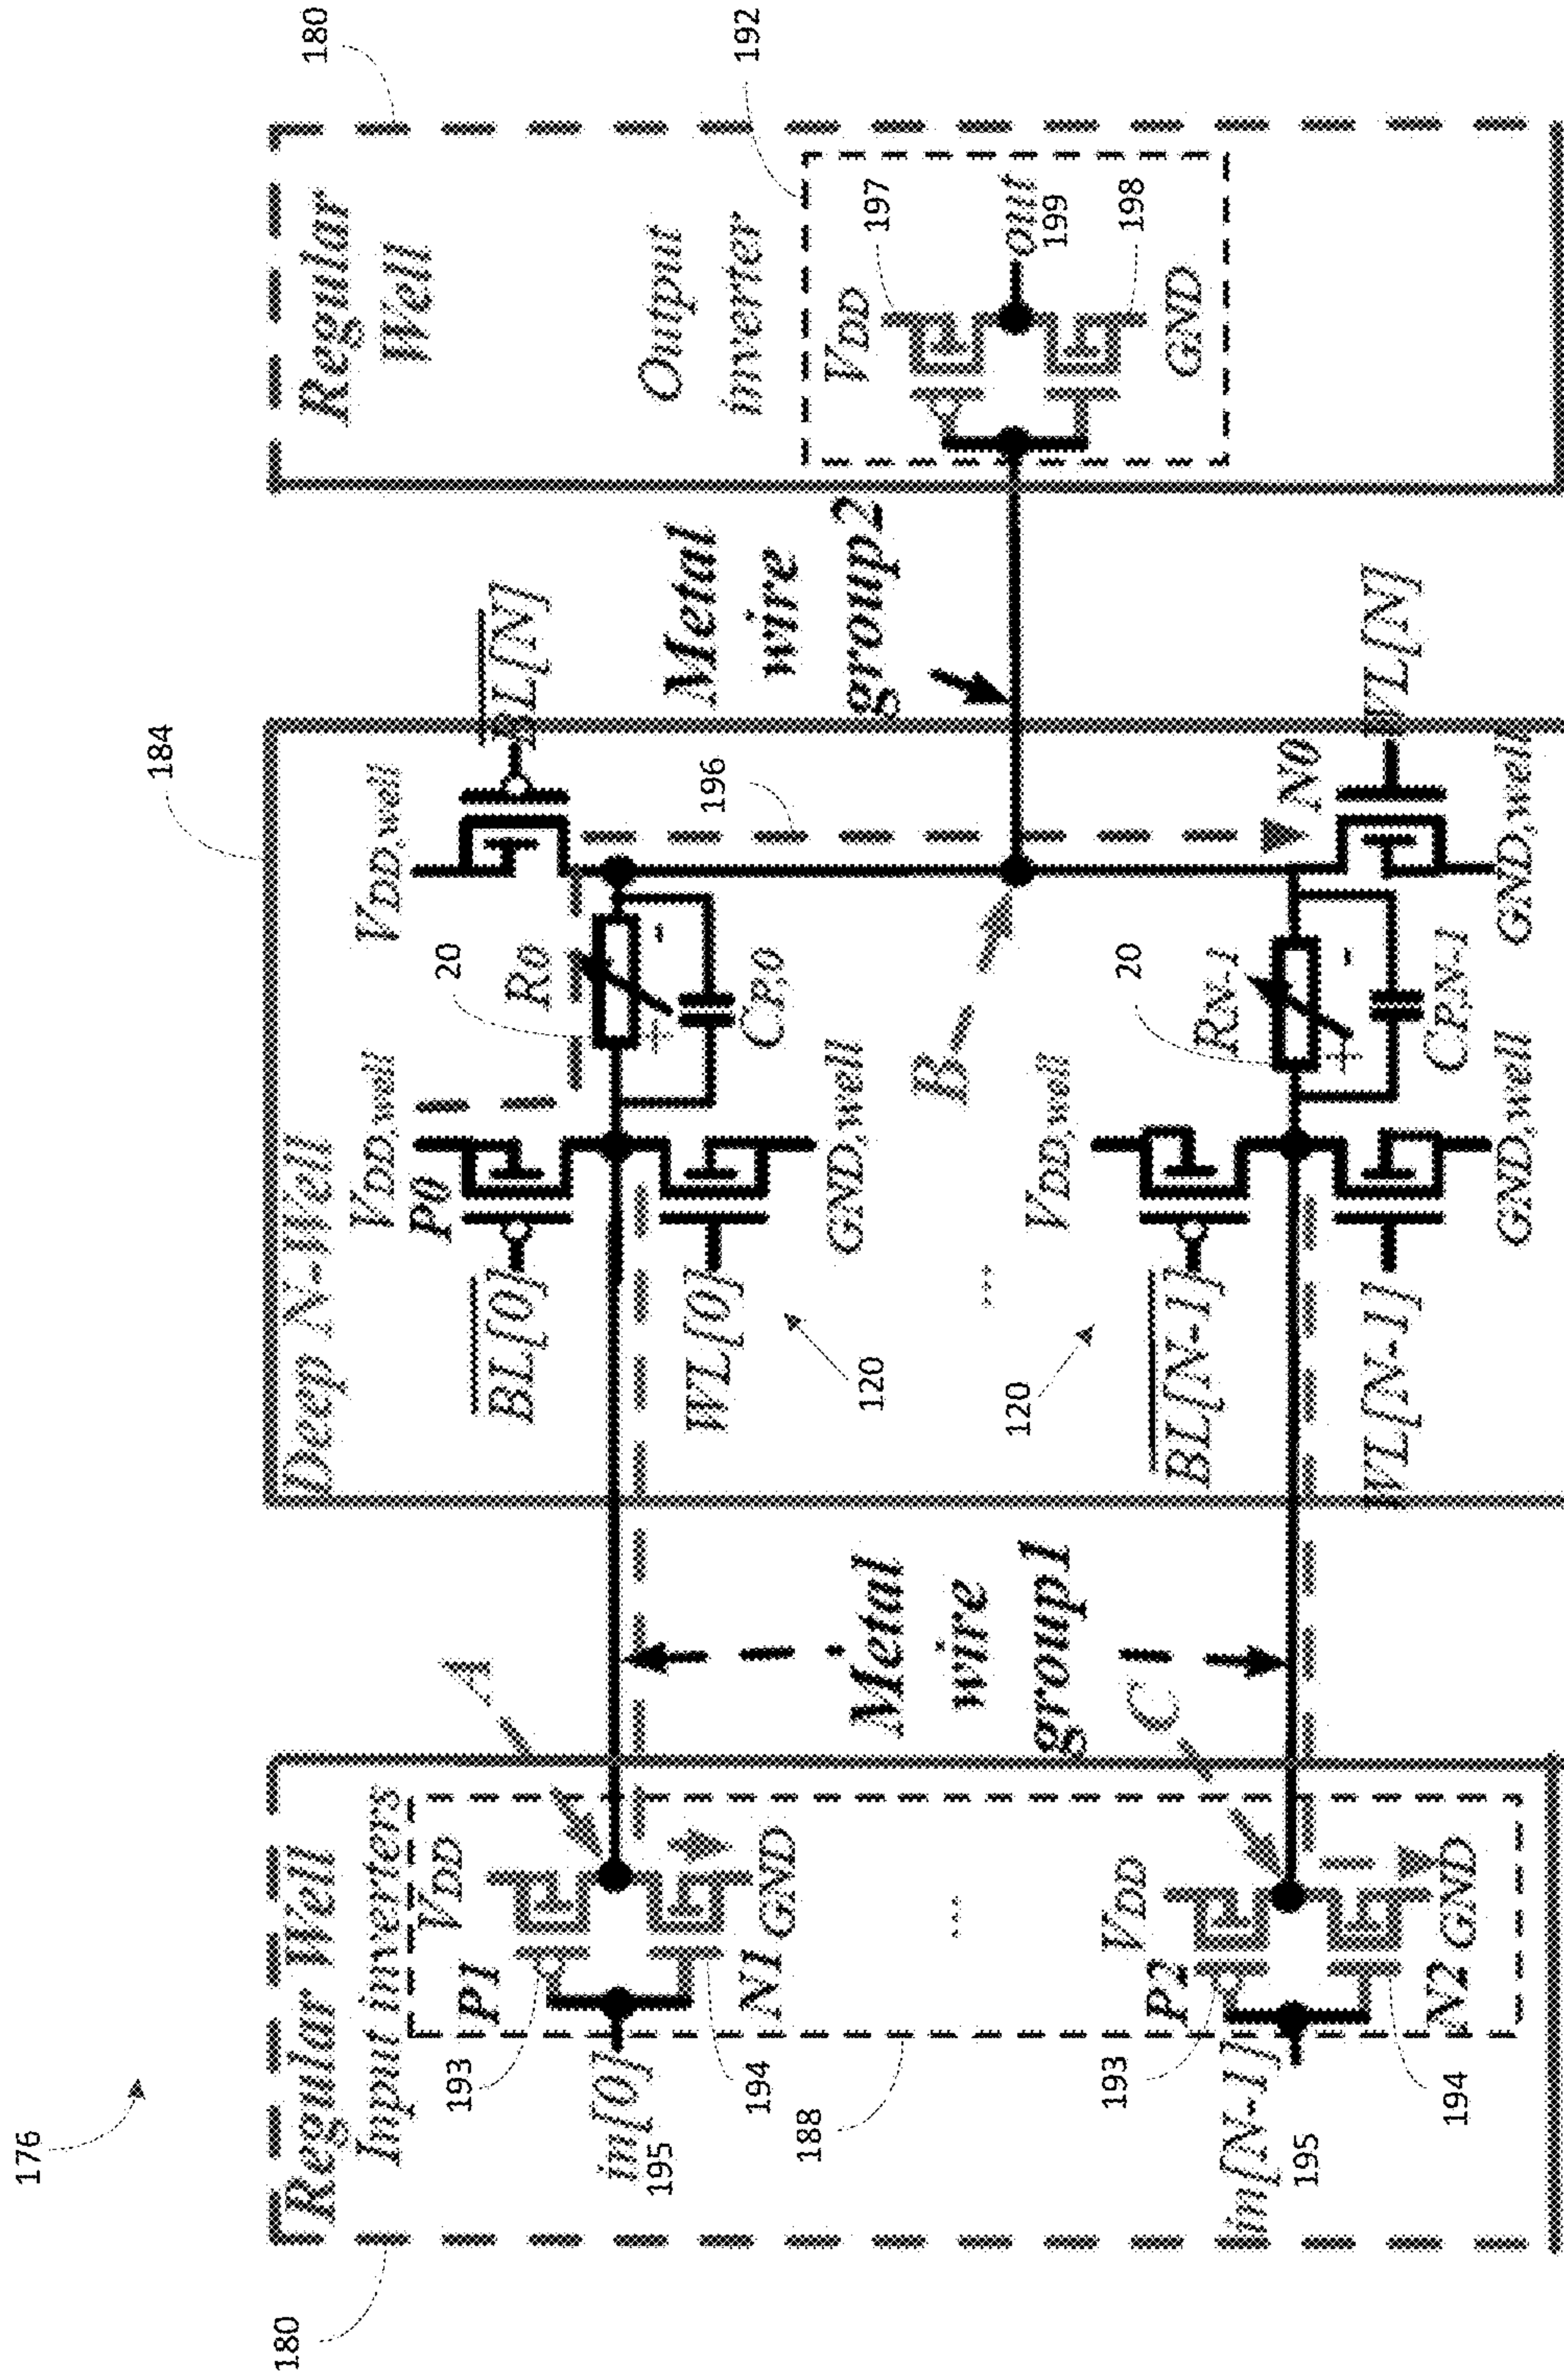 176
180
184
180
Regular Well
Input inverters
VDD
P1
193
in[0]
195
194
N1
GND
188
VDD
P2
193
in[N-1]
195
194
N2
GND
...
A
Metal
wire
group1
C
Deep N-Well
VDD,well
P0
BL[0]
WL[0]
GND,well
120
...
120
VDD,well
BL[N-1]
WL[N-1]
GND,well
20
R0
+
-
CP,0
B
20
RN-1
+
-
CP,N-1
VDD,well
BL[N]
196
N0
WL[N]
GND,well
Metal
wire
group2
Regular
Well
Output
inverter
192
VDD
197
out
199
198
GND